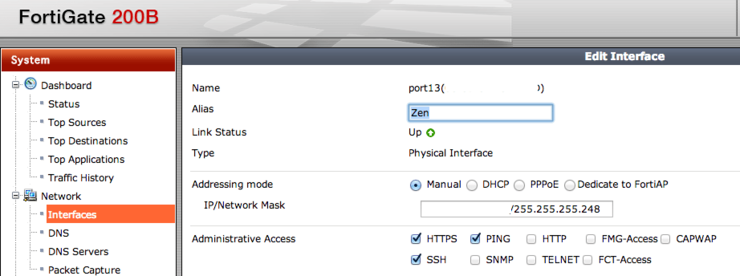 FortiGate 200B
System
Edit Interface
Dashboard
Status
Top Sources
Top Destinations
Top Applications
Traffic History
Network
Interfaces
DNS
DNS Servers
Packet Capture
Name port13( )
Alias Zen
Link Status Up
Type Physical Interface
Addressing mode Manual DHCP PPPoE Dedicate to FortiAP
IP/Network Mask /255.255.255.248
Administrative Access HTTPS PING HTTP FMG-Access CAPWAP
SSH SNMP TELNET FCT-Access